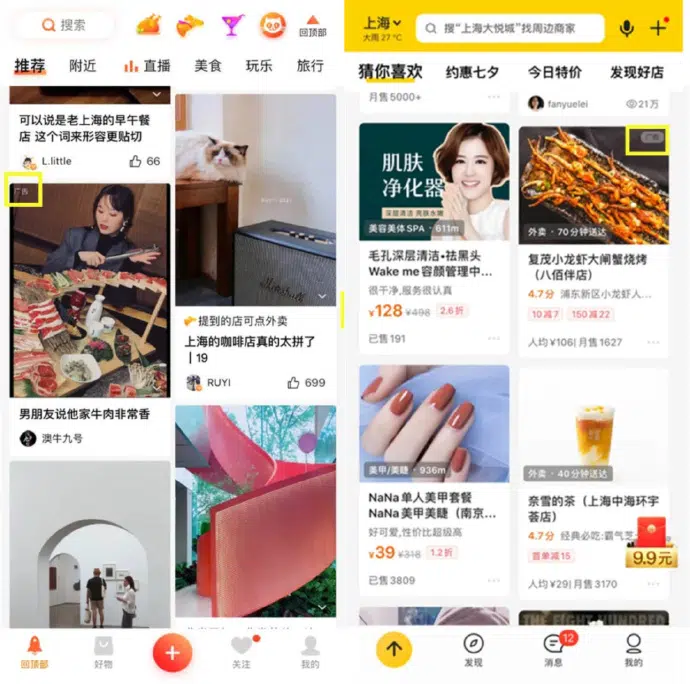 搜索
回顶部
推荐
附近
直播
美食
玩乐
旅行
可以说是老上海的早午餐
店 这个词来形容更贴切
L.little
66
广告
男朋友说他家牛肉非常香
澳牛九号
Marshall
提到的店可点外卖
上海的咖啡店真的太拼了
| 19
RUYI
699
回顶部
好物
关注
我的
上海
大雨 27°C
搜“上海大悦城”找周边商家
猜你喜欢
约惠七夕
今日特价
发现好店
月售5000+
fanyuelei
21万
肌肤
净化器
深层清洁 亮肤水嫩
美容美体SPA · 611m
毛孔深层清洁•祛黑头
Wake me容颜管理中...
很干净,服务很认真
¥128 ¥498 2.6折
已售191
广告
外卖 · 70分钟送达
复茂小龙虾大闸蟹烧烤
（八佰伴店）
4.7分 浦东新区小龙虾人...
10减7 150减22
人均¥106| 月售1627
美甲/美睫 · 936m
NaNa单人美甲套餐
NaNa美甲美睫（南京...
好可爱,性价比超级高
¥39 ¥318 1.2折
已售3809
外卖 · 40分钟送达
奈雪的茶（上海中海环宇
荟店）
4.7分 经典必吃:霸气芝...
首单减15
人均¥29| 月售3170
9.9元
THE EIGHT HUNDRED
发现
消息
12
我的